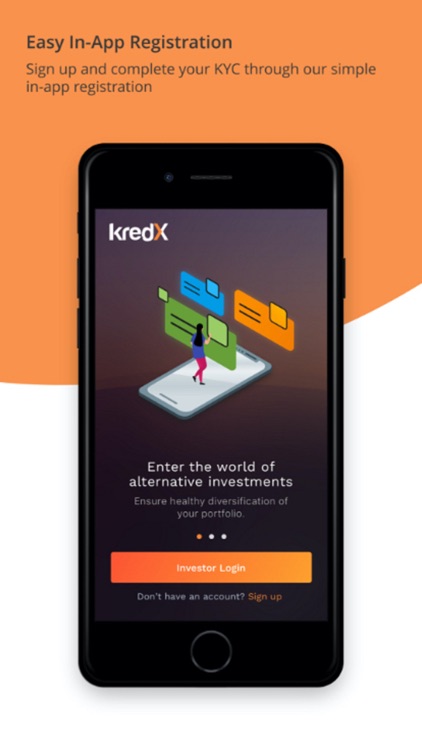 Easy In-App Registration
Sign up and complete your KYC through our simple
in-app registration
kredX
Enter the world of
alternative investments
Ensure healthy diversification of
your portfolio.
Investor Login
Don't have an account? Sign up